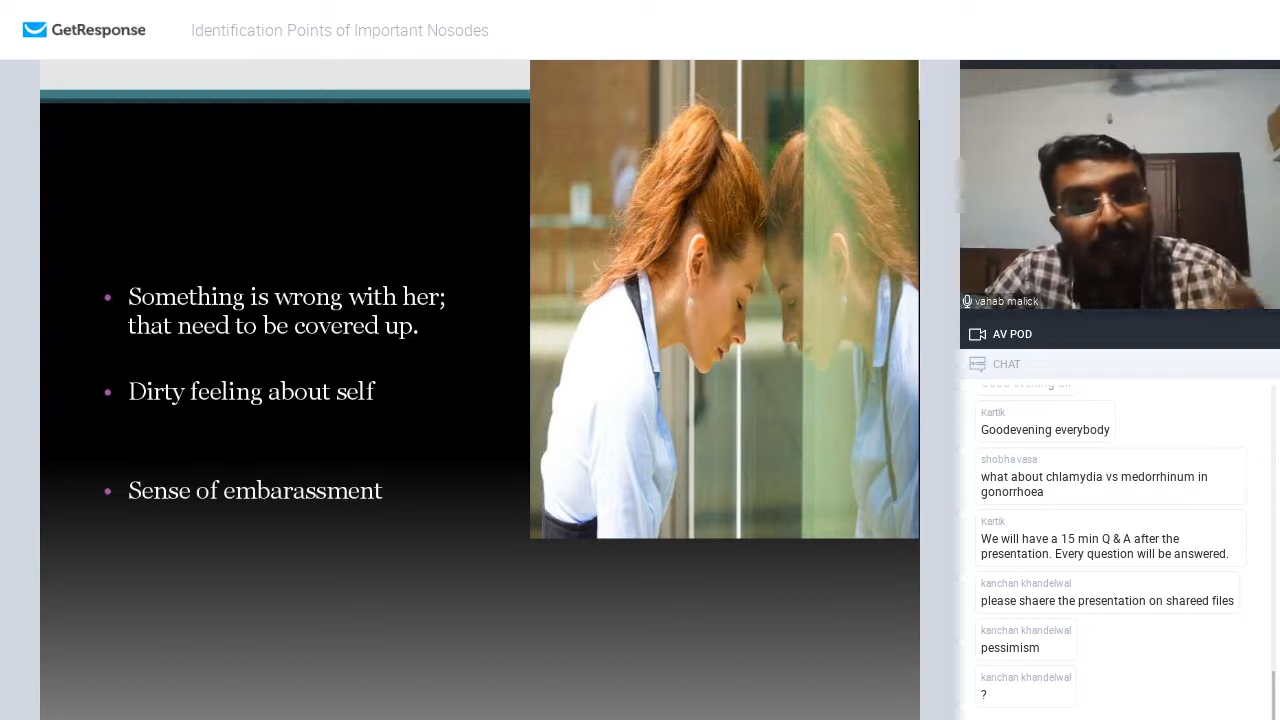 GetResponse
Identification Points of Important Nosodes
Something is wrong with her;
that need to be covered up.
Dirty feeling about self
Sense of embarassment
vahab malick
AV POD
CHAT
Kartik
Goodevening everybody
shobha vasa
what about chlamydia vs medorrhinum in
gonorrhoea
Kartik
We will have a 15 min Q & A after the
presentation. Every question will be answered.
kanchan khandelwal
please shaere the presentation on shareed files
kanchan khandelwal
pessimism
kanchan khandelwal
?